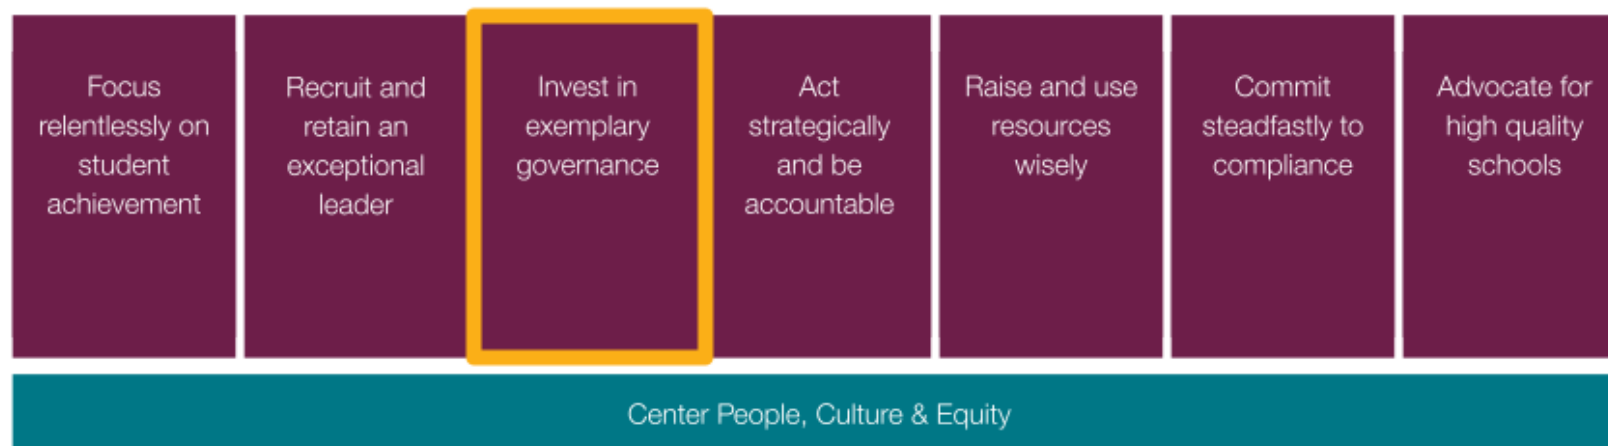 Focus
relentlessly on
student
achievement
Recruit and
retain an
exceptional
leader
Invest in
exemplary
governance
Act
strategically
and be
accountable
Raise and use
resources
wisely
Commit
steadfastly to
compliance
Advocate for
high quality
schools
Center People, Culture & Equity